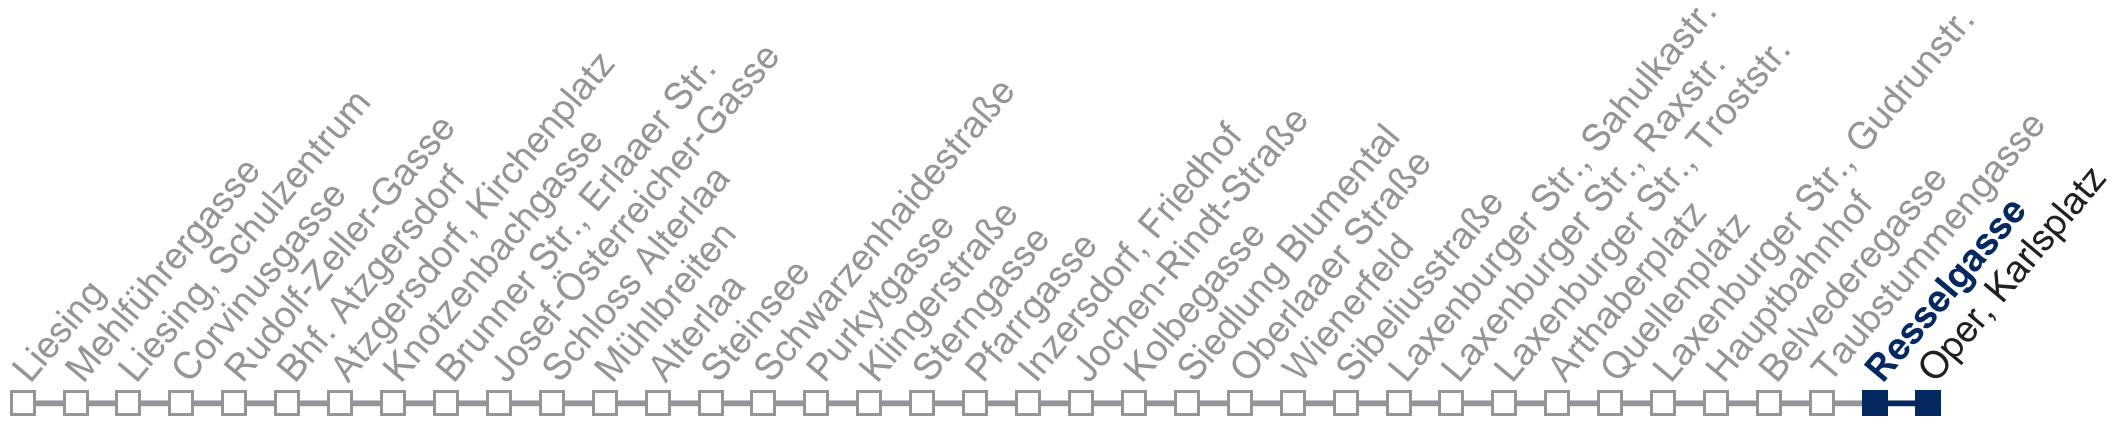 Liesing
Mehlführergasse
Liesing, Schulzentrum
Corvinusgasse
Rudolf-Zeller-Gasse
Bhf. Atzgersdorf
Atzgersdorf, Kirchenplatz
Knotzenbachgasse
Brunner Str., Erlaaer Str.
Josef-Österreicher-Gasse
Schloss Alterlaa
Mühlbreiten
Alterlaa
Steinsee
Schwarzenhaidestraße
Purkytgasse
Klingerstraße
Sterngasse
Pfarrgasse
Inzersdorf, Friedhof
Jochen-Rindt-Straße
Kolbegasse
Siedlung Blumental
Oberlaaer Straße
Wienerfeld
Sibeliusstraße
Laxenburger Str., Sahulkastr.
Laxenburger Str., Raxstr.
Laxenburger Str., Troststr.
Arthaberplatz
Quellenplatz
Laxenburger Str., Gudrunstr.
Hauptbahnhof
Belvederegasse
Taubstummengasse
Resselgasse
Oper, Karlsplatz